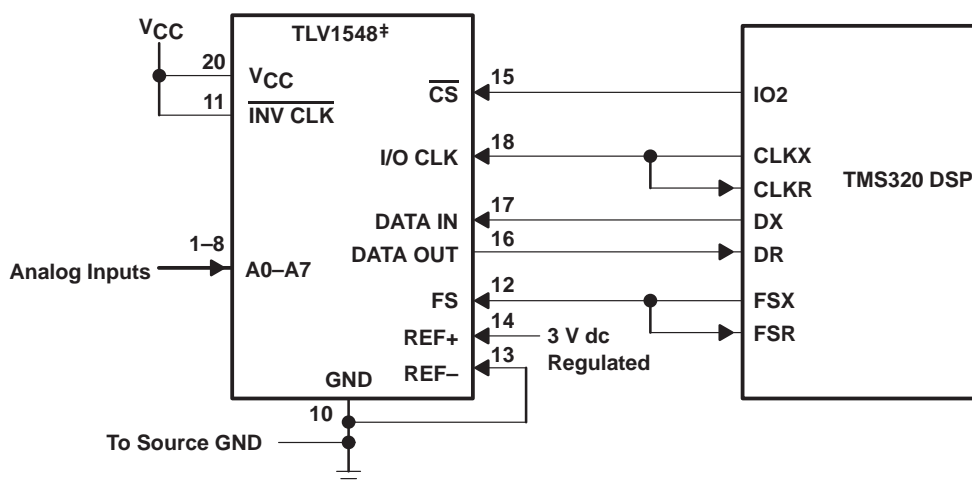 VCC
TLV1548‡
20
VCC
11
INV CLK
15
CS
IO2
18
I/O CLK
CLKX
CLKR
TMS320 DSP
17
DATA IN
DX
16
DATA OUT
DR
1–8
Analog Inputs
A0–A7
12
FS
FSX
FSR
14
REF+
3 V dc
Regulated
13
REF–
GND
10
To Source GND